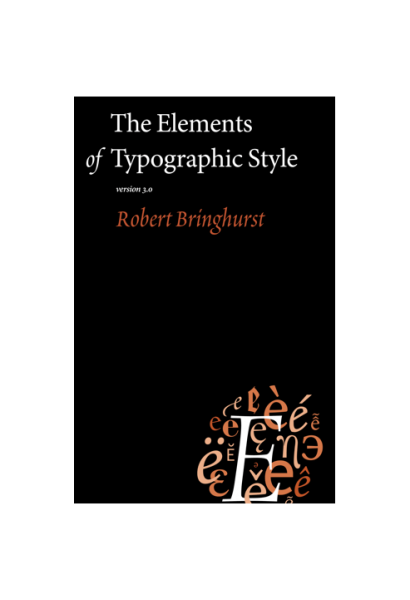 The Elements
of Typographic Style
version 3.0
Robert Bringhurst